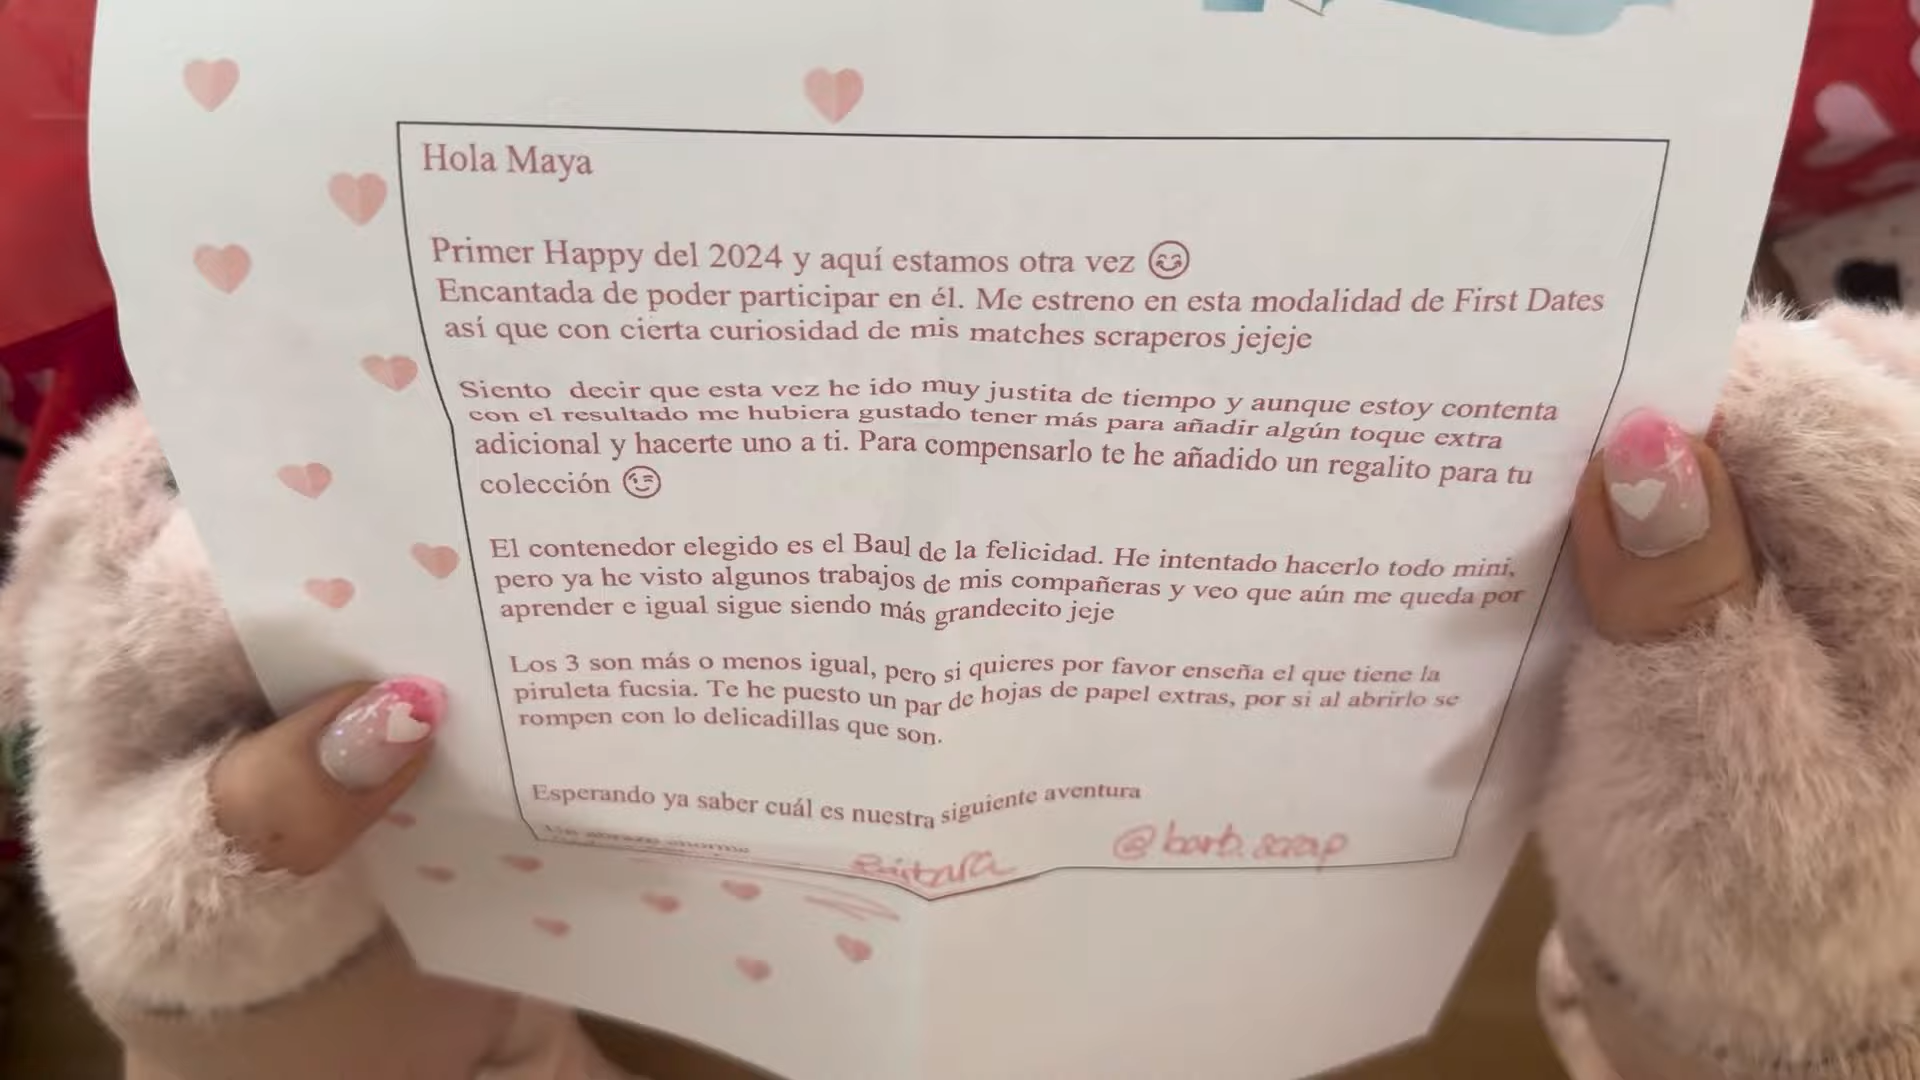 Hola Maya
Primer Happy del 2024 y aquí estamos otra vez 😊
Encantada de poder participar en él. Me estreno en esta modalidad de First Dates
así que con cierta curiosidad de mis matches scraperos jejeje
Siento decir que esta vez he ido muy justita de tiempo y aunque estoy contenta
con el resultado me hubiera gustado tener más para añadir algún toque extra
adicional y hacerte uno a ti. Para compensarlo te he añadido un regalito para tu
colección 😉
El contenedor elegido es el Baul de la felicidad. He intentado hacerlo todo mini,
pero ya he visto algunos trabajos de mis compañeras y veo que aún me queda por
aprender e igual sigue siendo más grandecito jeje
Los 3 son más o menos igual, pero si quieres por favor enseña el que tiene la
piruleta fucsia. Te he puesto un par de hojas de papel extras, por si al abrirlo se
rompen con lo delicadillas que son.
Esperando ya saber cuál es nuestra siguiente aventura
Un abrazo enorme
Bárbara @barb.scrap